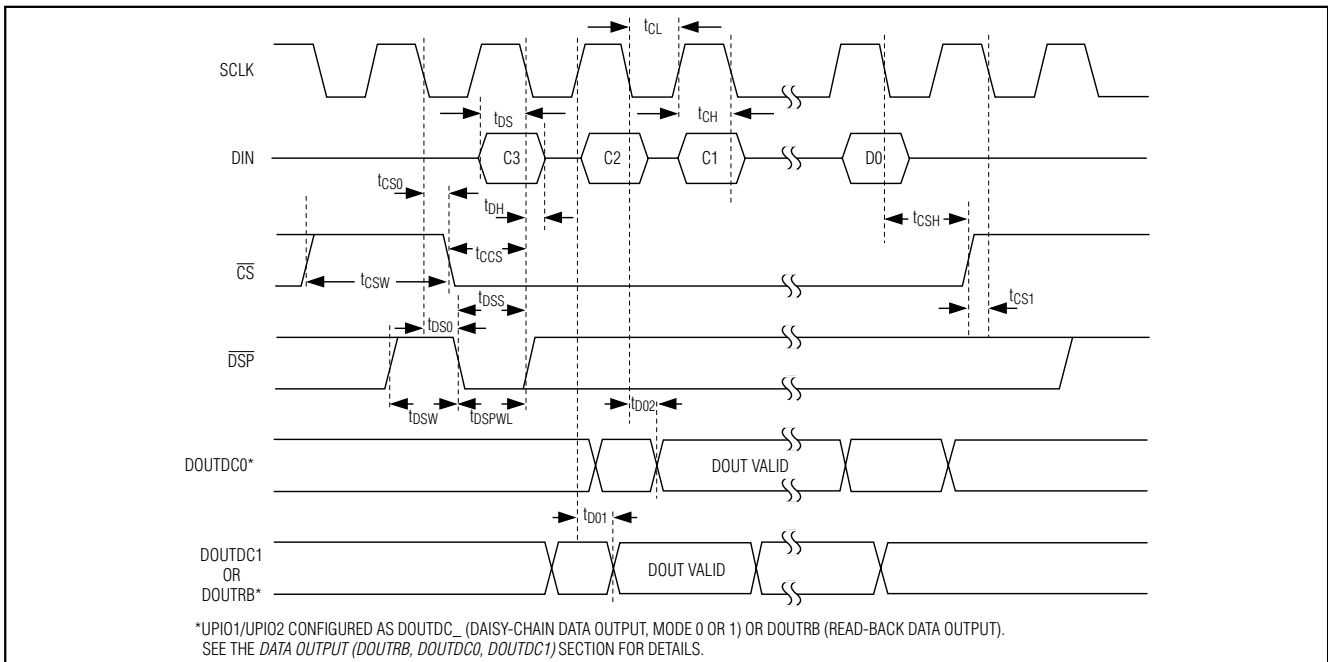 tCL
SCLK
tDS
tCH
DIN
C3
C2
C1
D0
tCS0
tDH
tCSH
tCCS
CS
tCSW
tDSS
tCS1
tDS0
DSP
tDSW
tDSPWL
tD02
DOUTDC0*
DOUT VALID
tD01
DOUTDC1
OR
DOUTRB*
DOUT VALID
*UPIO1/UPIO2 CONFIGURED AS DOUTDC_ (DAISY-CHAIN DATA OUTPUT, MODE 0 OR 1) OR DOUTRB (READ-BACK DATA OUTPUT).
SEE THE DATA OUTPUT (DOUTRB, DOUTDC0, DOUTDC1) SECTION FOR DETAILS.